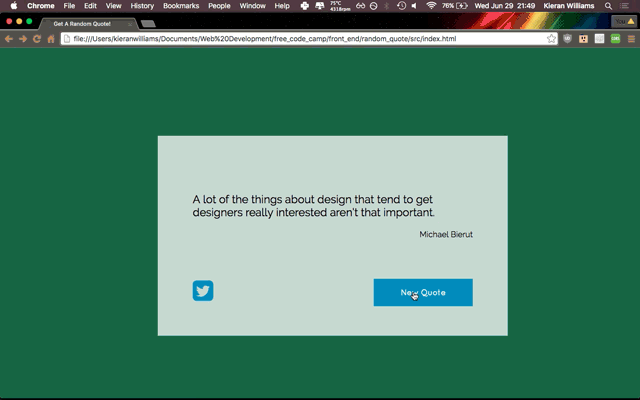 Chrome File Edit View History Bookmarks People Window Help 75°C 4318rpm 76% Wed Jun 29 21:49 Kieran Williams
Get A Random Quote! You
file:///Users/kieranwilliams/Documents/Web%20Development/free_code_camp/front_end/random_quote/src/index.html
A lot of the things about design that tend to get
designers really interested aren't that important.
Michael Bierut
New Quote